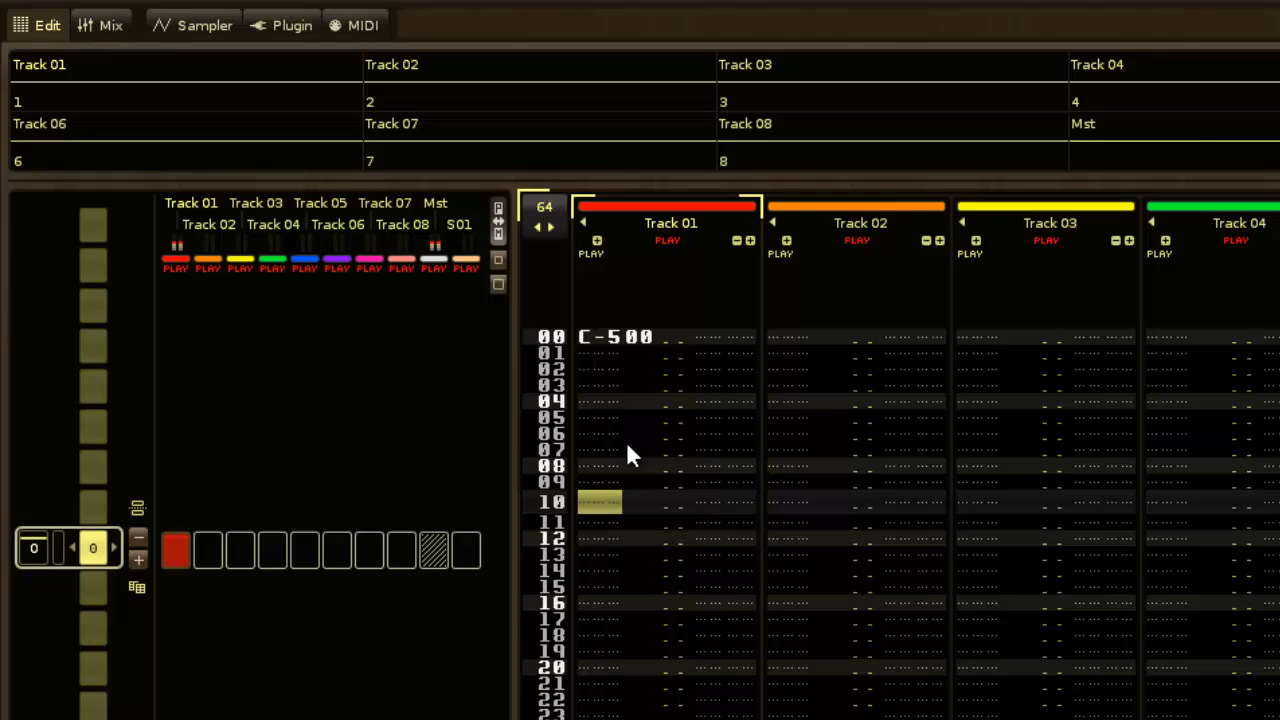 Edit Mix Sampler Plugin MIDI
Track 01 Track 02 Track 03 Track 04
1 2 3 4
Track 06 Track 07 Track 08 Mst
6 7 8
Track 01 Track 03 Track 05 Track 07 Mst
Track 02 Track 04 Track 06 Track 08 S01
PLAY PLAY PLAY PLAY PLAY PLAY PLAY PLAY PLAY PLAY
P
H
64
Track 01 Track 02 Track 03 Track 04
PLAY PLAY PLAY PLAY
PLAY PLAY PLAY PLAY
00 C-500
01
02
03
04
05
06
07
08
09
10
11
12
13
14
15
16
17
18
19
20
21
22
23
0 0